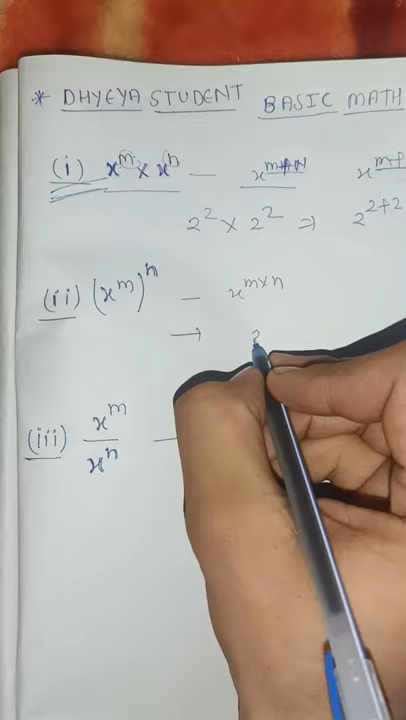 * DHYEYA STUDENT BASIC MATH
(i) x^m × x^n —
2^2 × 2^2 ⇒ 2^2+2
(ii) (x^m)^n — x^m×n
→
(iii) x^m / x^n —